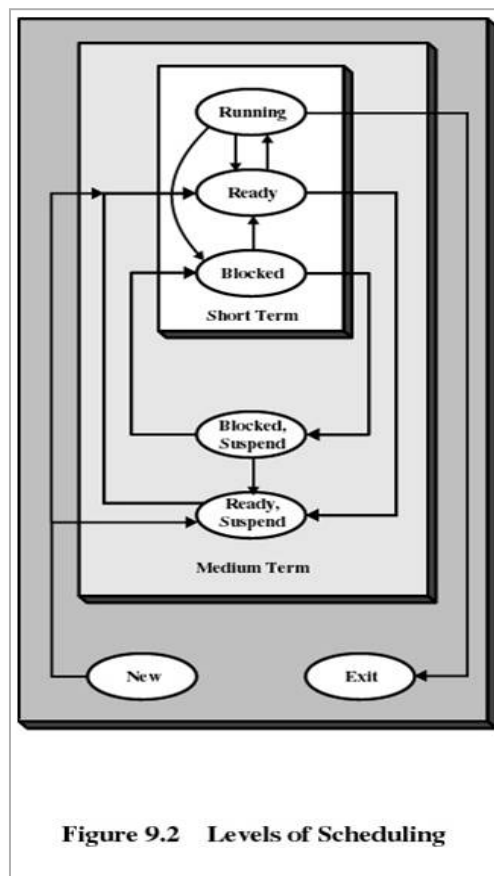 Running
Ready
Blocked
Short Term
Blocked,
Suspend
Ready,
Suspend
Medium Term
New
Exit
Figure 9.2 Levels of Scheduling